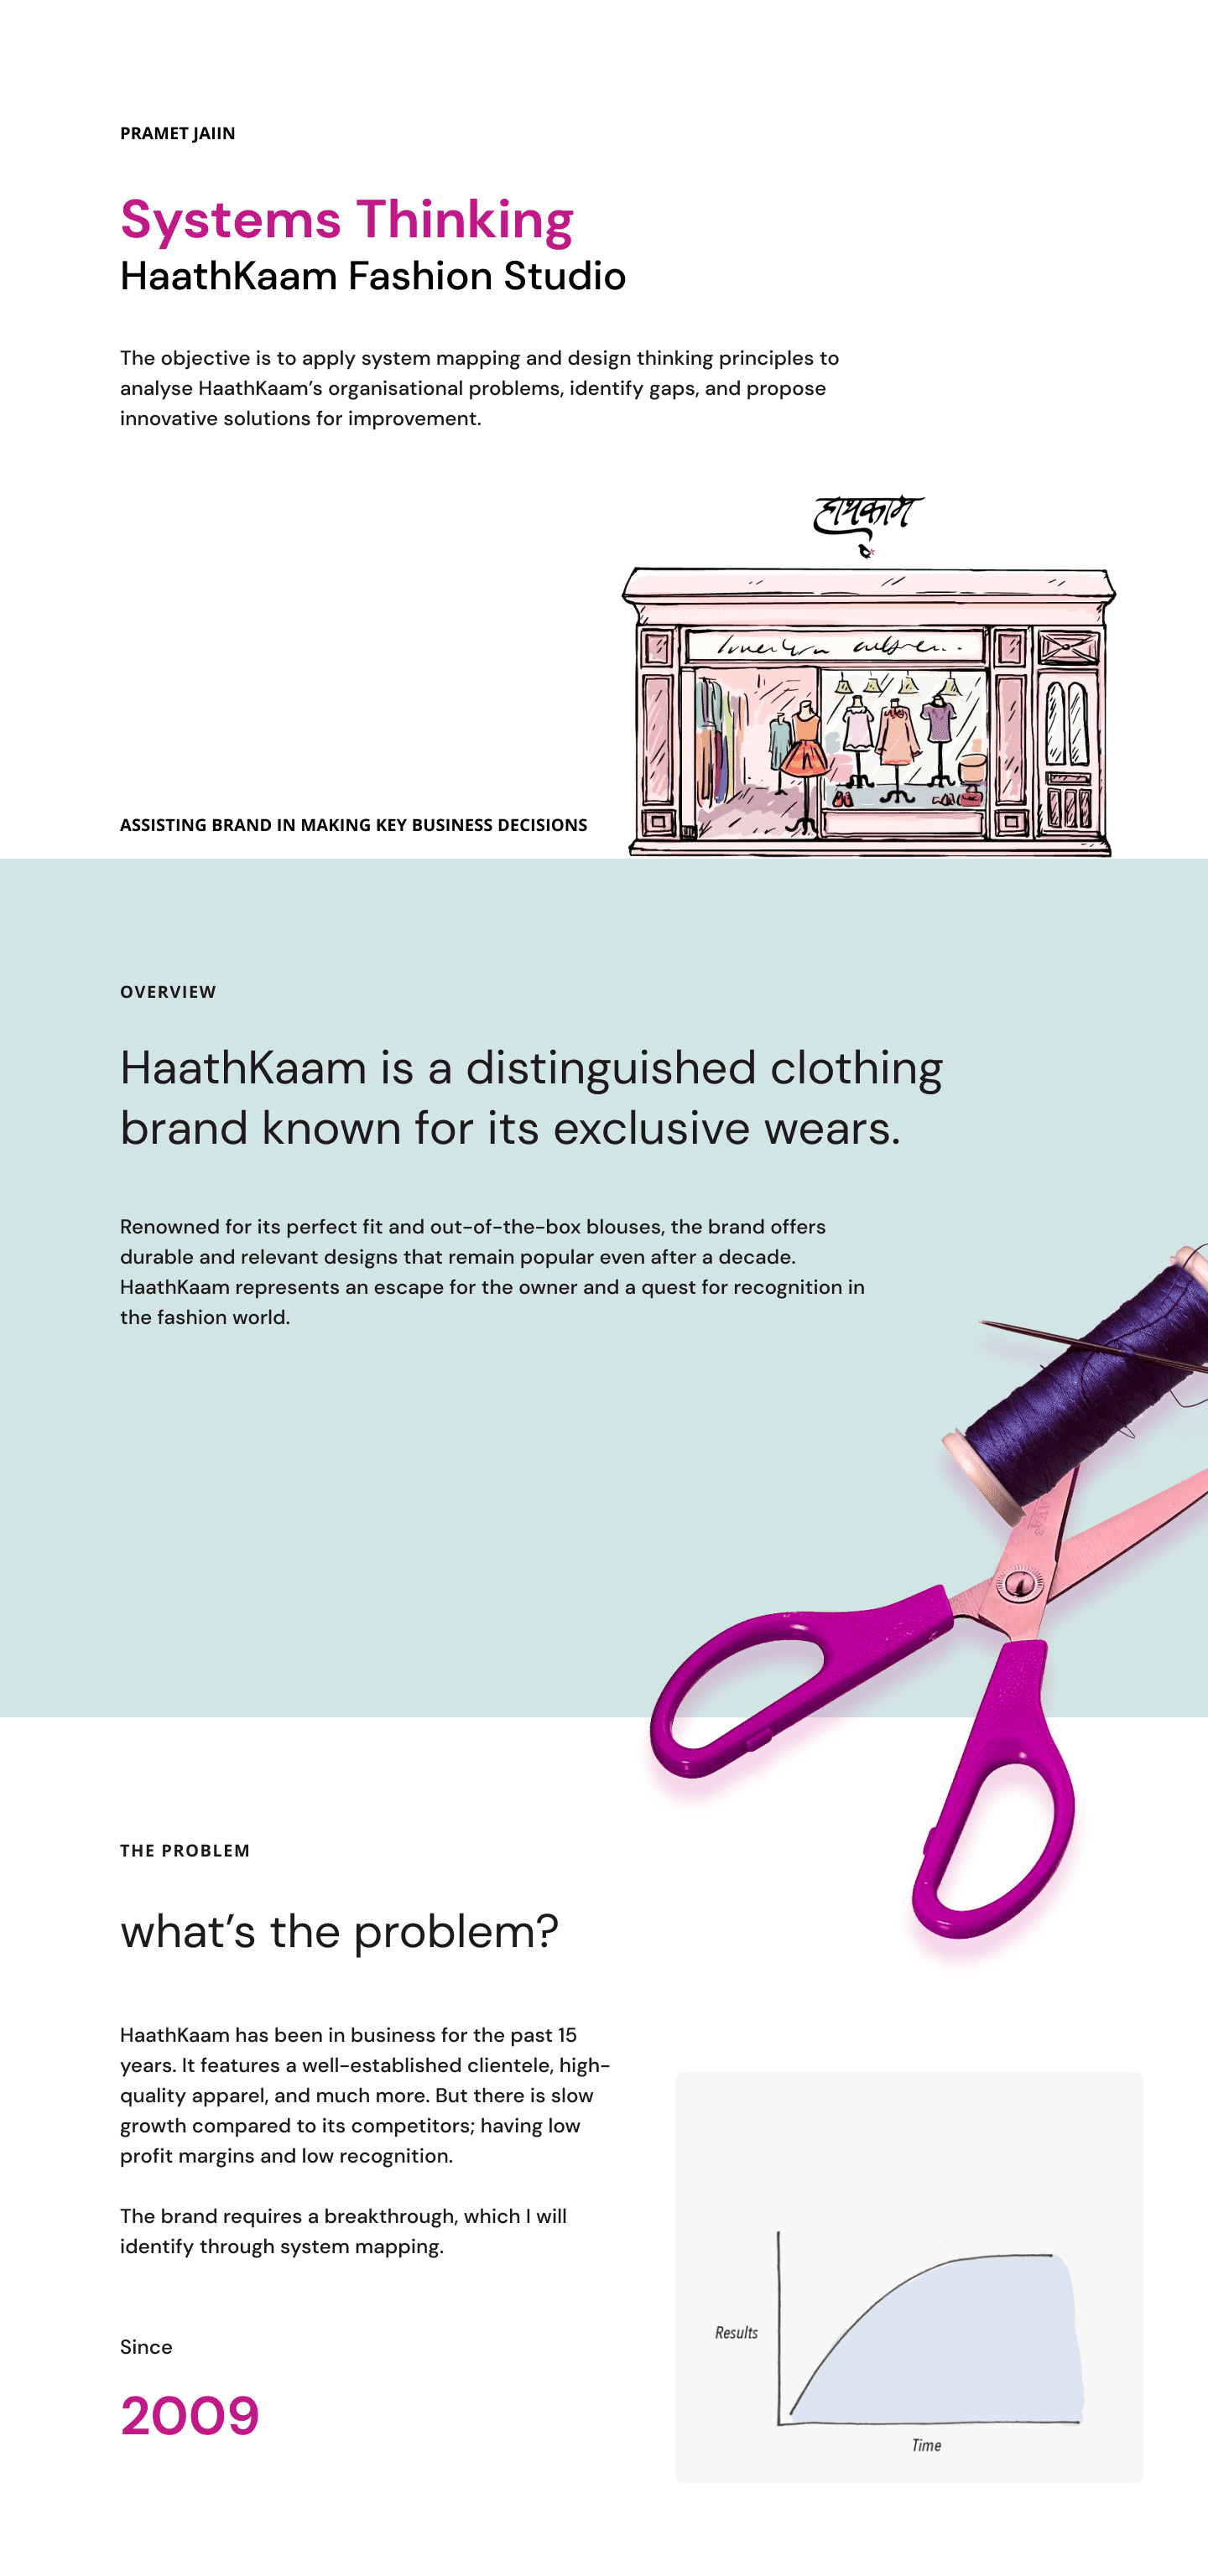 PRAMET JAIIN
Systems Thinking
HaathKaam Fashion Studio
The objective is to apply system mapping and design thinking principles to
analyse HaathKaam’s organisational problems, identify gaps, and propose
innovative solutions for improvement.
हाथकाम
ASSISTING BRAND IN MAKING KEY BUSINESS DECISIONS
OVERVIEW
HaathKaam is a distinguished clothing
brand known for its exclusive wears.
Renowned for its perfect fit and out-of-the-box blouses, the brand offers
durable and relevant designs that remain popular even after a decade.
HaathKaam represents an escape for the owner and a quest for recognition in
the fashion world.
THE PROBLEM
what’s the problem?
HaathKaam has been in business for the past 15
years. It features a well-established clientele, high-
quality apparel, and much more. But there is slow
growth compared to its competitors; having low
profit margins and low recognition.
The brand requires a breakthrough, which I will
identify through system mapping.
Since
2009
Results
Time